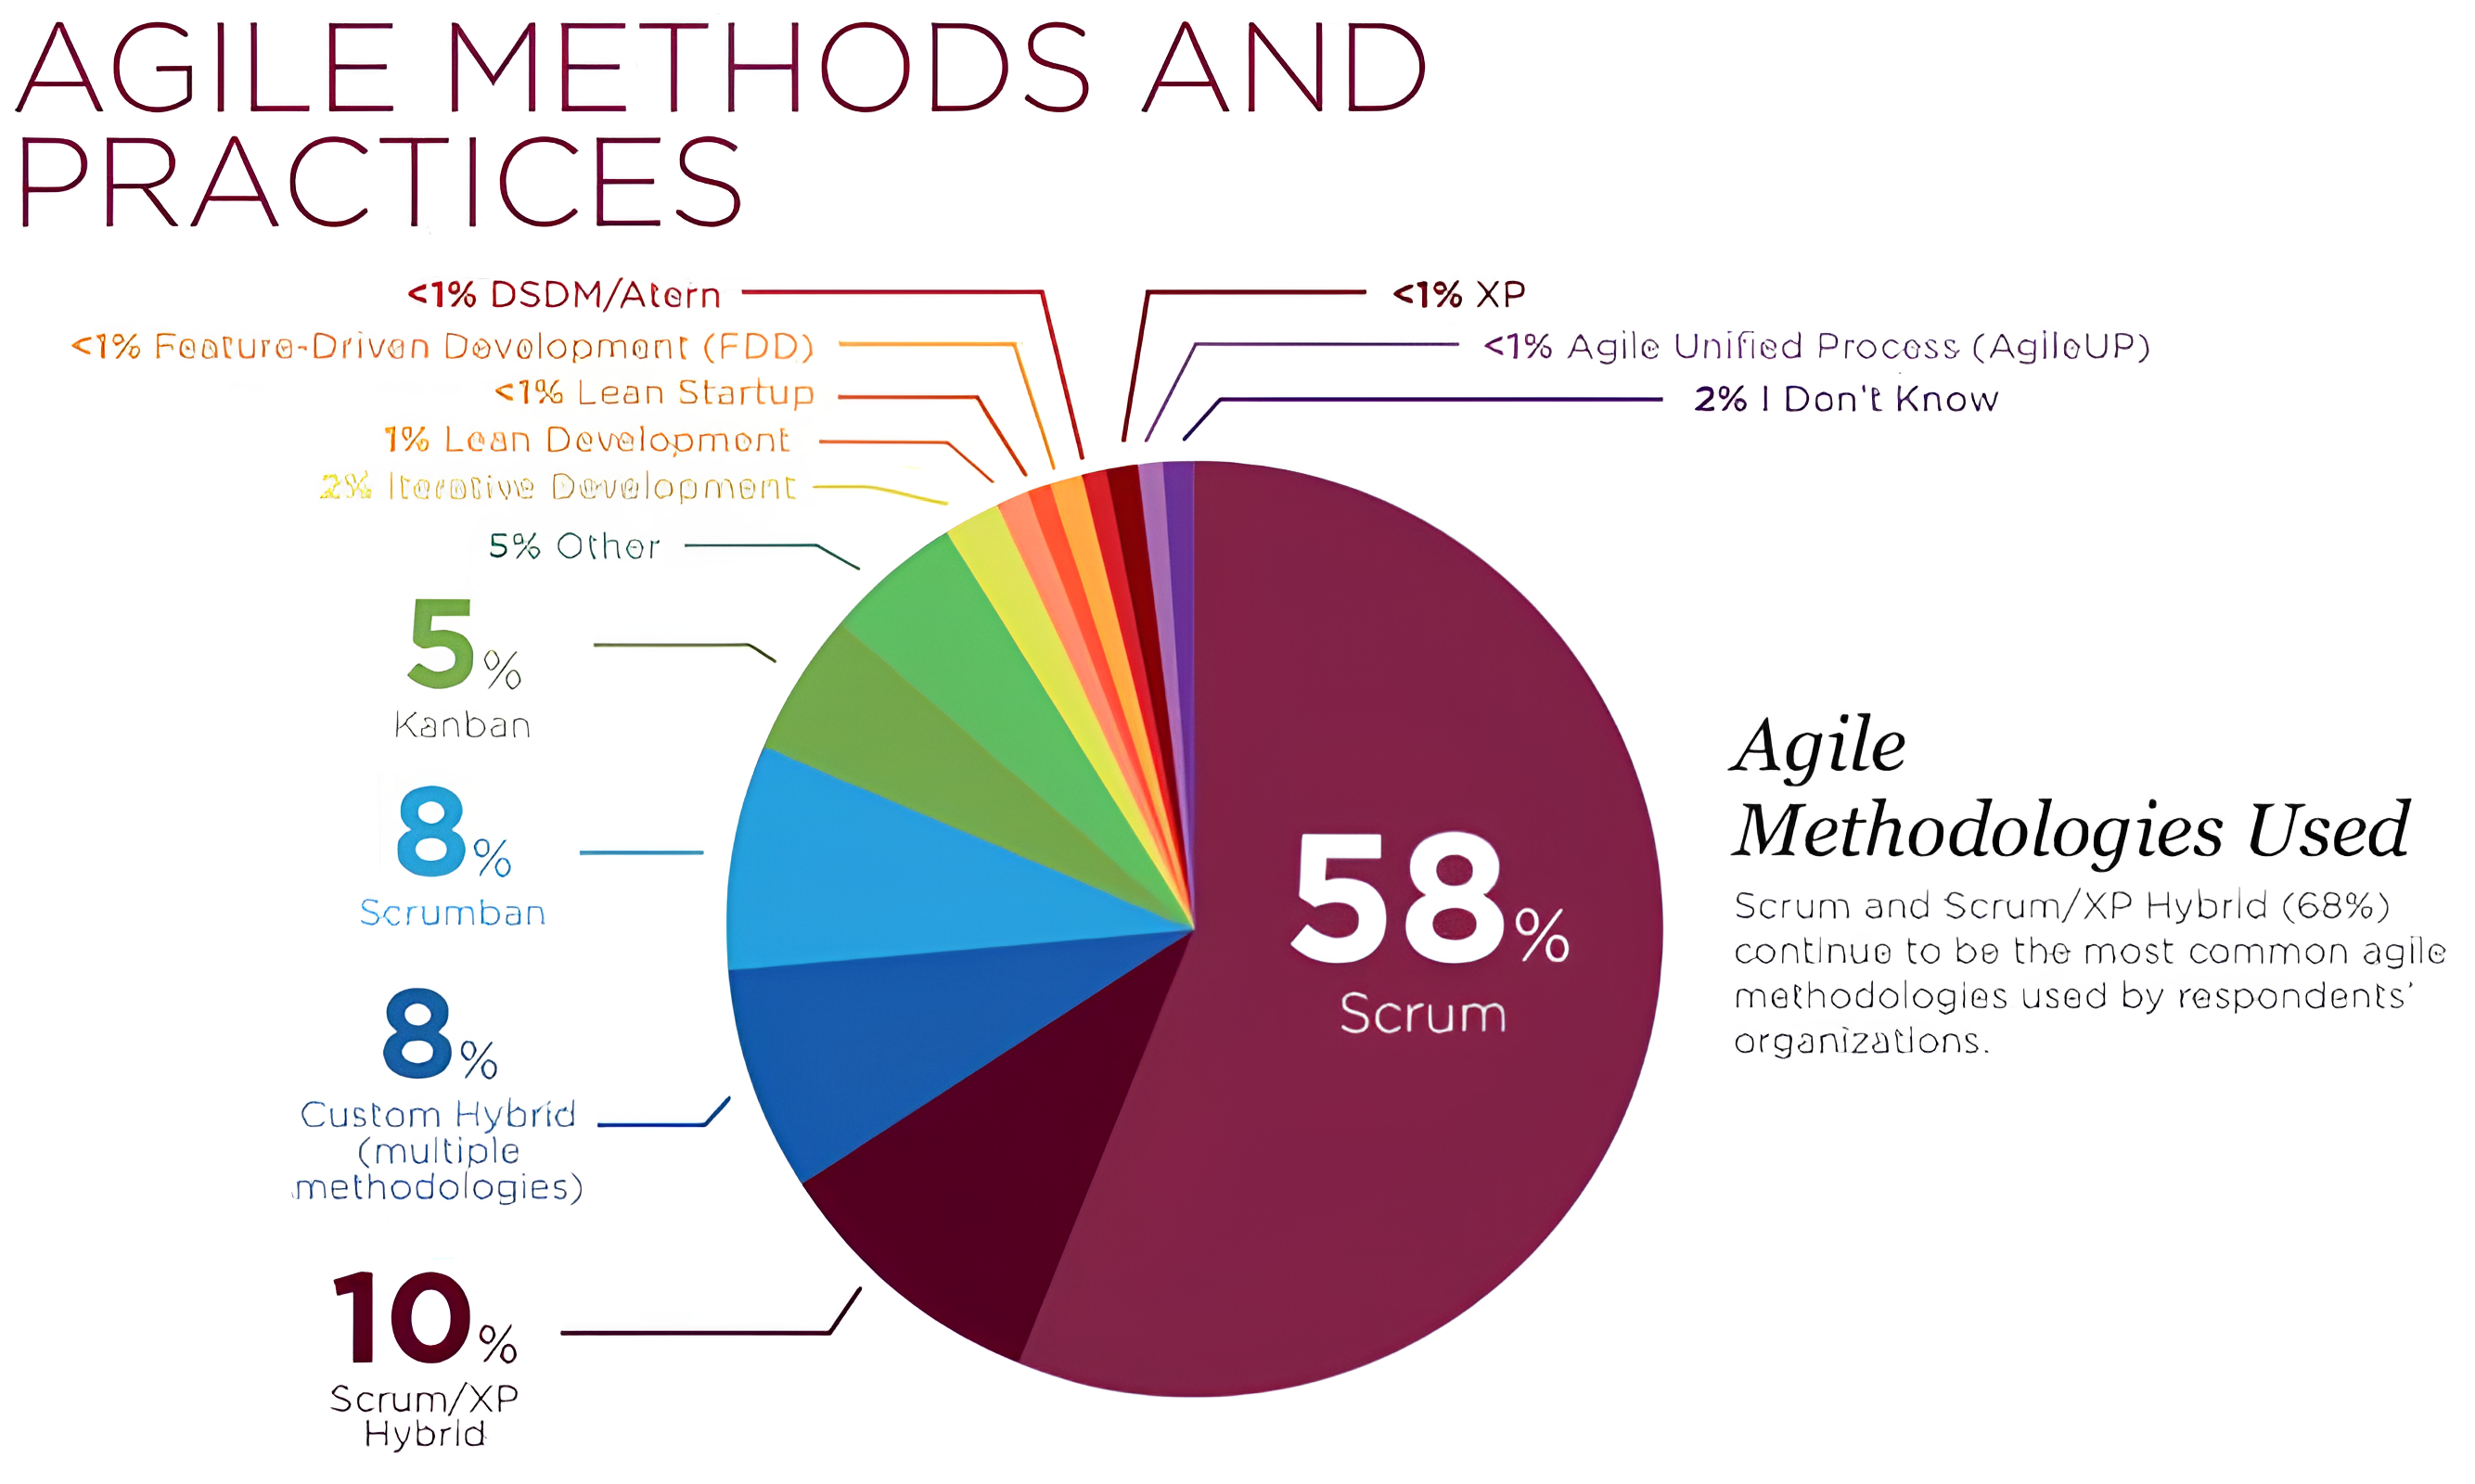 AGILE METHODS AND
PRACTICES
<1% DSDM/Atern
<1% Feature-Driven Development (FDD)
<1% Lean Startup
1% Lean Development
2% Iterative Development
5% Other
5%
Kanban
8%
Scrumban
8%
Custom Hybrid
(multiple
methodologies)
10%
Scrum/XP
Hybrid
<1% XP
<1% Agile Unified Process (AgileUP)
2% I Don't Know
58%
Scrum
Agile
Methodologies Used
Scrum and Scrum/XP Hybrid (68%)
continue to be the most common agile
methodologies used by respondents'
organizations.